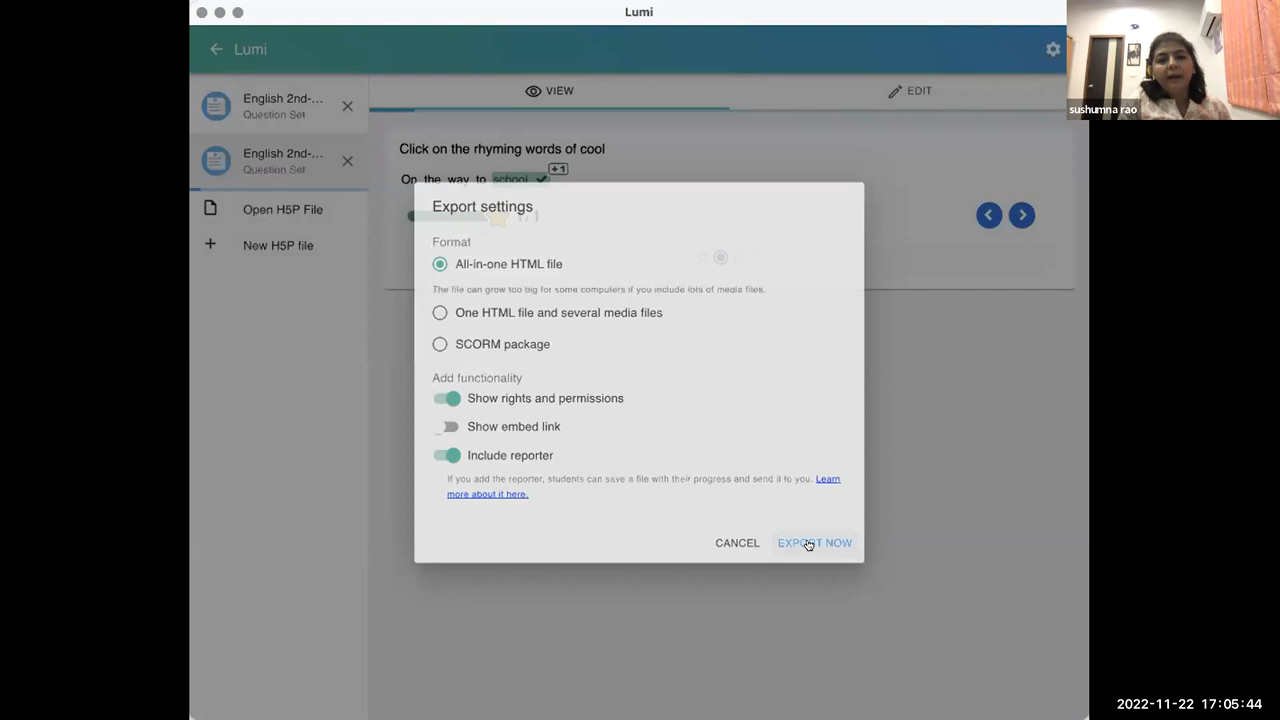 Lumi
Lumi
VIEW
EDIT
sushumna rao
English 2nd-...
Question Set
English 2nd-...
Question Set
Open H5P File
New H5P file
Click on the rhyming words of cool
On the way to school
+1
Export settings
Format
All-in-one HTML file
The file can grow too big for some computers if you include lots of media files.
One HTML file and several media files
SCORM package
Add functionality
Show rights and permissions
Show embed link
Include reporter
If you add the reporter, students can save a file with their progress and send it to you. Learn
more about it here.
CANCEL
EXPORT NOW
2022-11-22 17:05:44